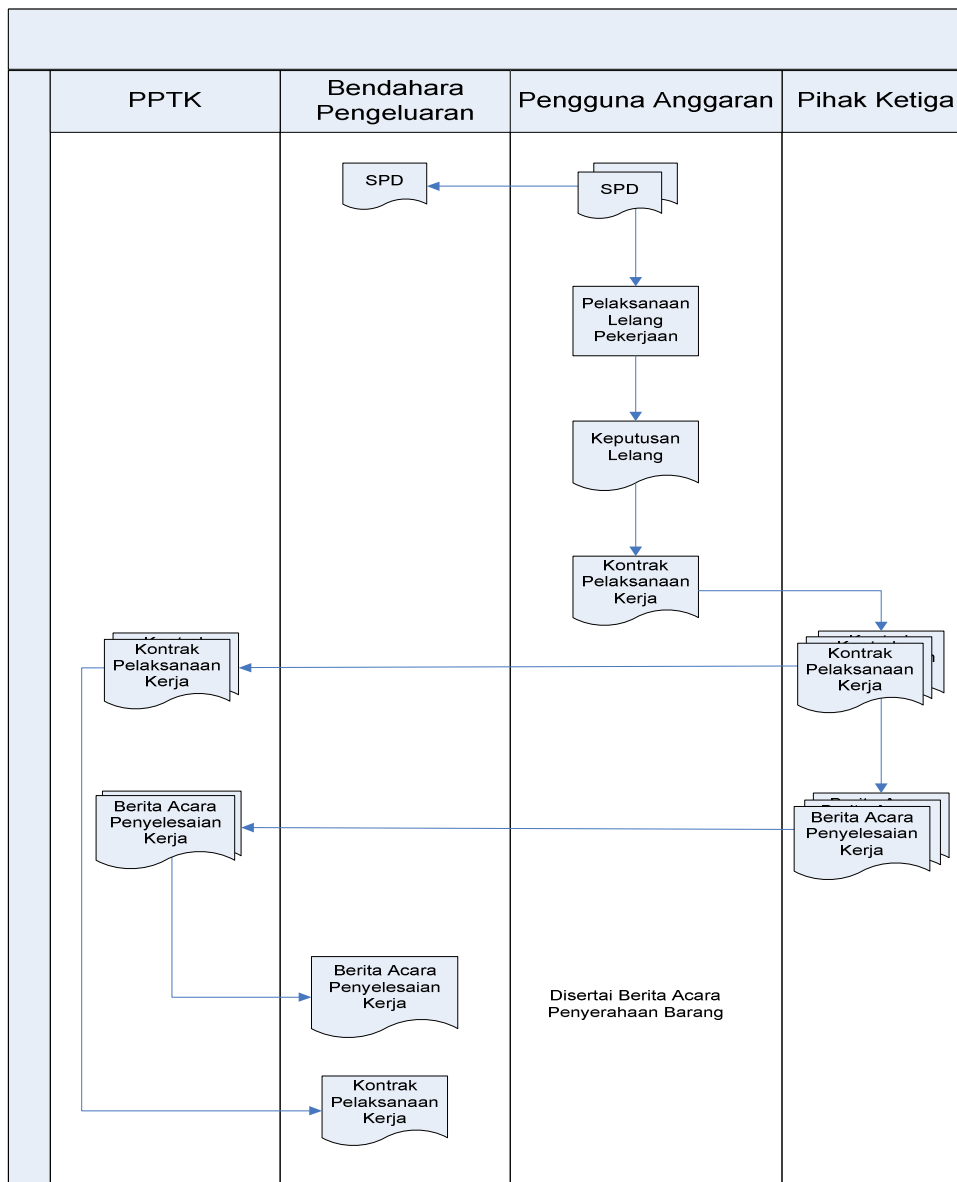 PPTK
Bendahara
Pengeluaran
Pengguna Anggaran
Pihak Ketiga
SPD
SPD
Pelaksanaan
Lelang
Pekerjaan
Keputusan
Lelang
Kontrak
Pelaksanaan
Kerja
Kontrak
Pelaksanaan
Kerja
Kontrak
Pelaksanaan
Kerja
Berita Acara
Penyelesaian
Kerja
Berita Acara
Penyelesaian
Kerja
Berita Acara
Penyelesaian
Kerja
Disertai Berita Acara
Penyerahaan Barang
Kontrak
Pelaksanaan
Kerja